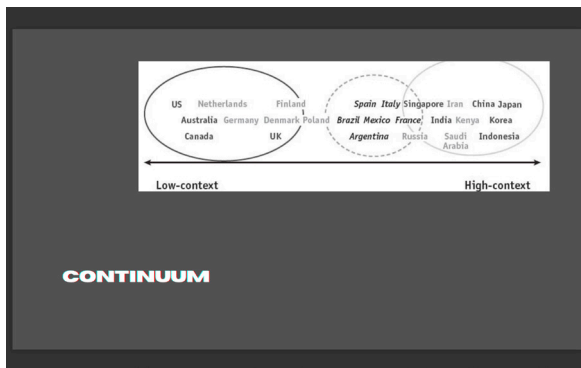 US Netherlands Finland Spain Italy Singapore Iran China Japan
Australia Germany Denmark Poland Brazil Mexico France India Kenya Korea
Canada UK Argentina Russia Saudi Indonesia
Arabia
Low-context High-context
CONTINUUM